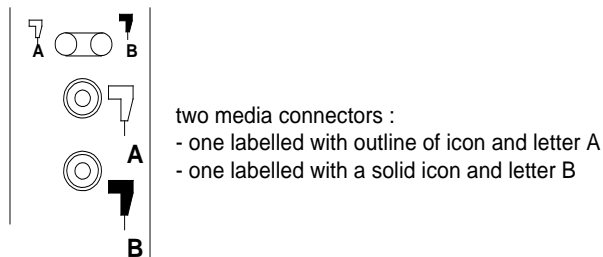 A B
two media connectors :
- one labelled with outline of icon and letter A
A
- one labelled with a solid icon and letter B
B